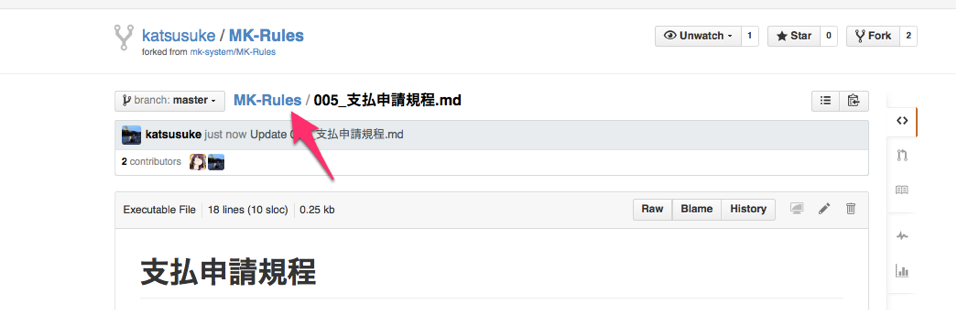 katsusuke / MK-Rules
forked from mk-system/MK-Rules
Unwatch 1
Star 0
Fork 2
branch: master
MK-Rules / 005_支払申請規程.md
katsusuke just now Update 支払申請規程.md
2 contributors
Executable File 18 lines (10 sloc) 0.25 kb
Raw Blame History
支払申請規程